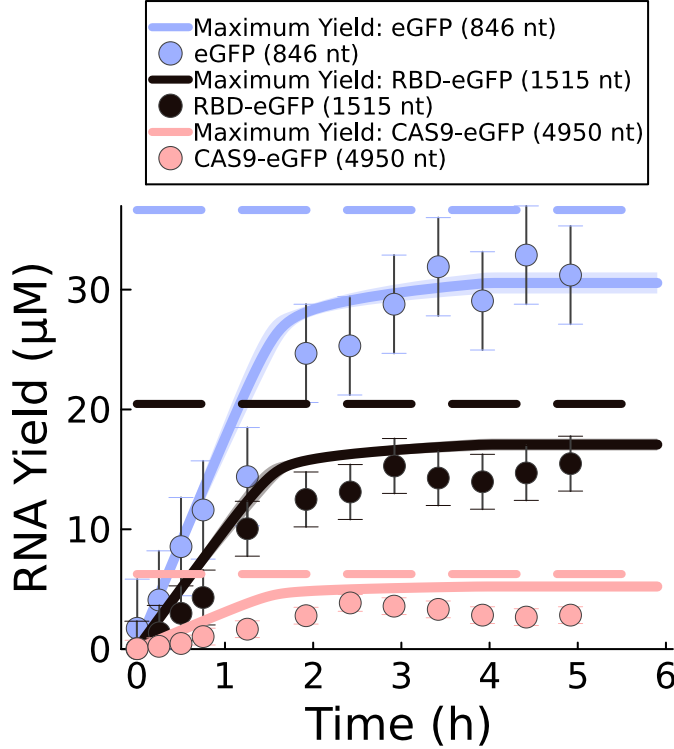 Maximum Yield: eGFP (846 nt)
eGFP (846 nt)
Maximum Yield: RBD-eGFP (1515 nt)
RBD-eGFP (1515 nt)
Maximum Yield: CAS9-eGFP (4950 nt)
CAS9-eGFP (4950 nt)
RNA Yield (μM)
30
20
10
0
0 1 2 3 4 5 6
Time (h)